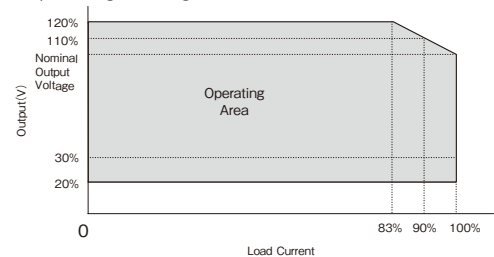 120%
110%
Nominal
Output
Voltage
Output(V)
Operating
Area
30%
20%
0
83% 90% 100%
Load Current